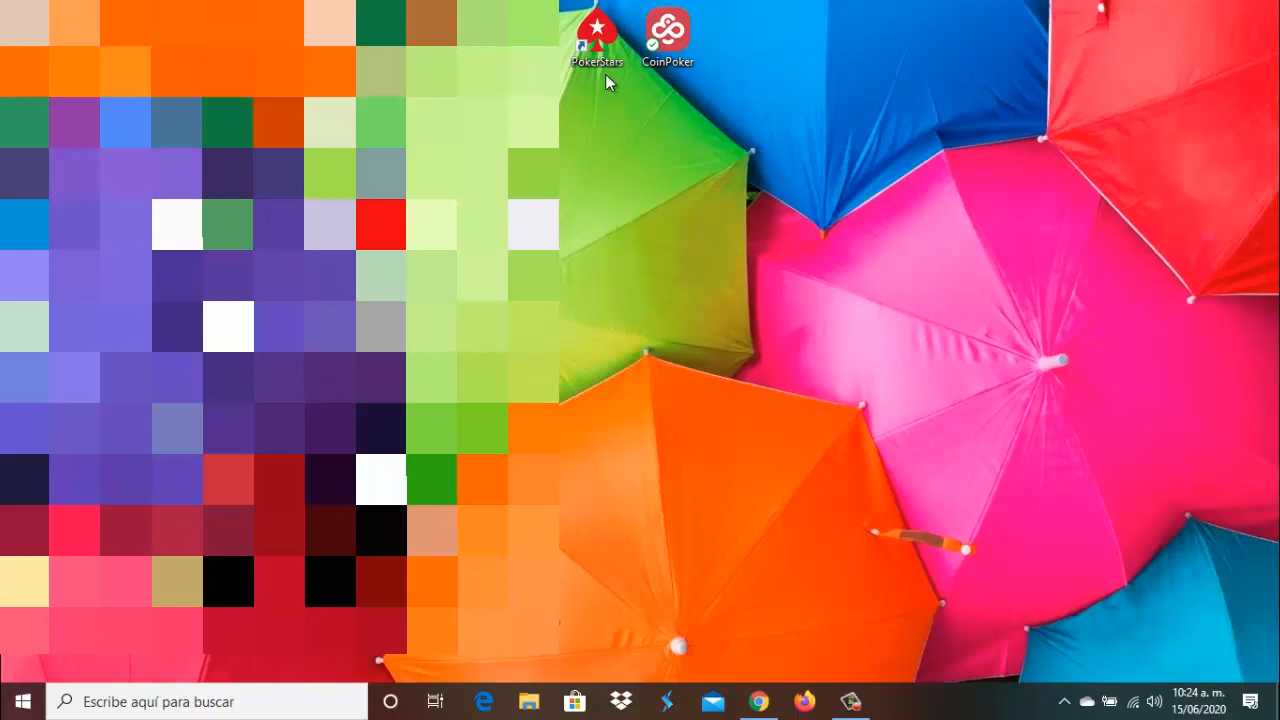 PokerStars
CoinPoker
Escribe aquí para buscar
10:24 a. m.
15/06/2020